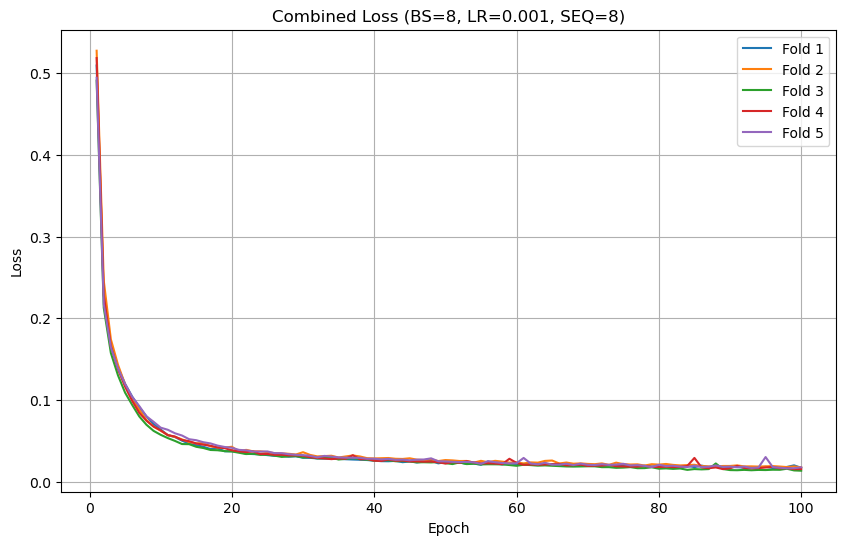 Combined Loss (BS=8, LR=0.001, SEQ=8)
Fold 1
Fold 2
Fold 3
Fold 4
Fold 5
Loss
0.5
0.4
0.3
0.2
0.1
0.0
0 20 40 60 80 100
Epoch